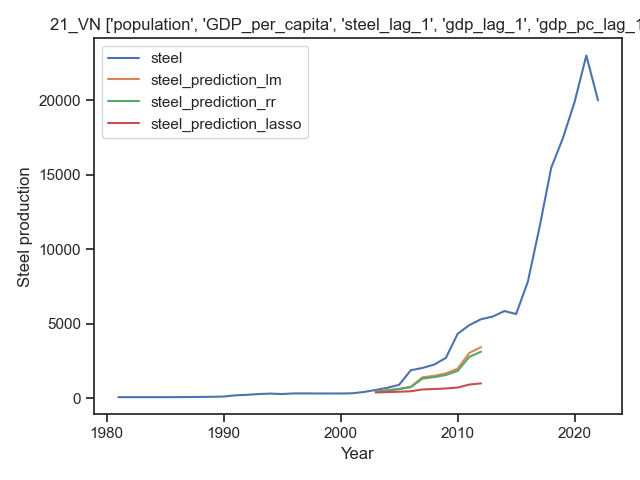 21_VN ['population', 'GDP_per_capita', 'steel_lag_1', 'gdp_lag_1', 'gdp_pc_lag_1
steel
steel_prediction_lm
steel_prediction_rr
steel_prediction_lasso
20000
15000
10000
5000
0
Steel production
1980
1990
2000
2010
2020
Year